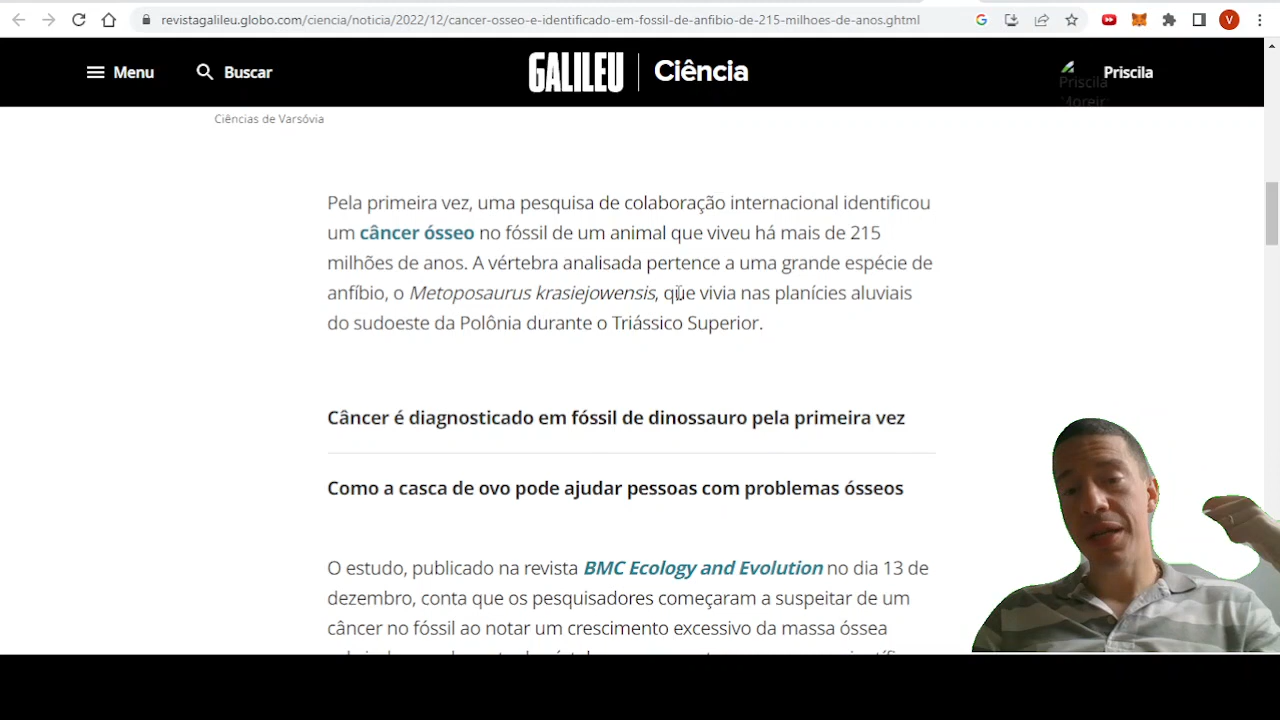 revistagalileu.globo.com/ciencia/noticia/2022/12/cancer-osseo-e-identificado-em-fossil-de-anfibio-de-215-milhoes-de-anos.ghtml
V
Menu
Buscar
GALILEU | Ciência
Priscila
Priscila
Moreir
Ciências de Varsóvia
Pela primeira vez, uma pesquisa de colaboração internacional identificou
um câncer ósseo no fóssil de um animal que viveu há mais de 215
milhões de anos. A vértebra analisada pertence a uma grande espécie de
anfíbio, o Metoposaurus krasiejowensis, que vivia nas planícies aluviais
do sudoeste da Polônia durante o Triássico Superior.
Câncer é diagnosticado em fóssil de dinossauro pela primeira vez
Como a casca de ovo pode ajudar pessoas com problemas ósseos
O estudo, publicado na revista BMC Ecology and Evolution no dia 13 de
dezembro, conta que os pesquisadores começaram a suspeitar de um
câncer no fóssil ao notar um crescimento excessivo da massa óssea